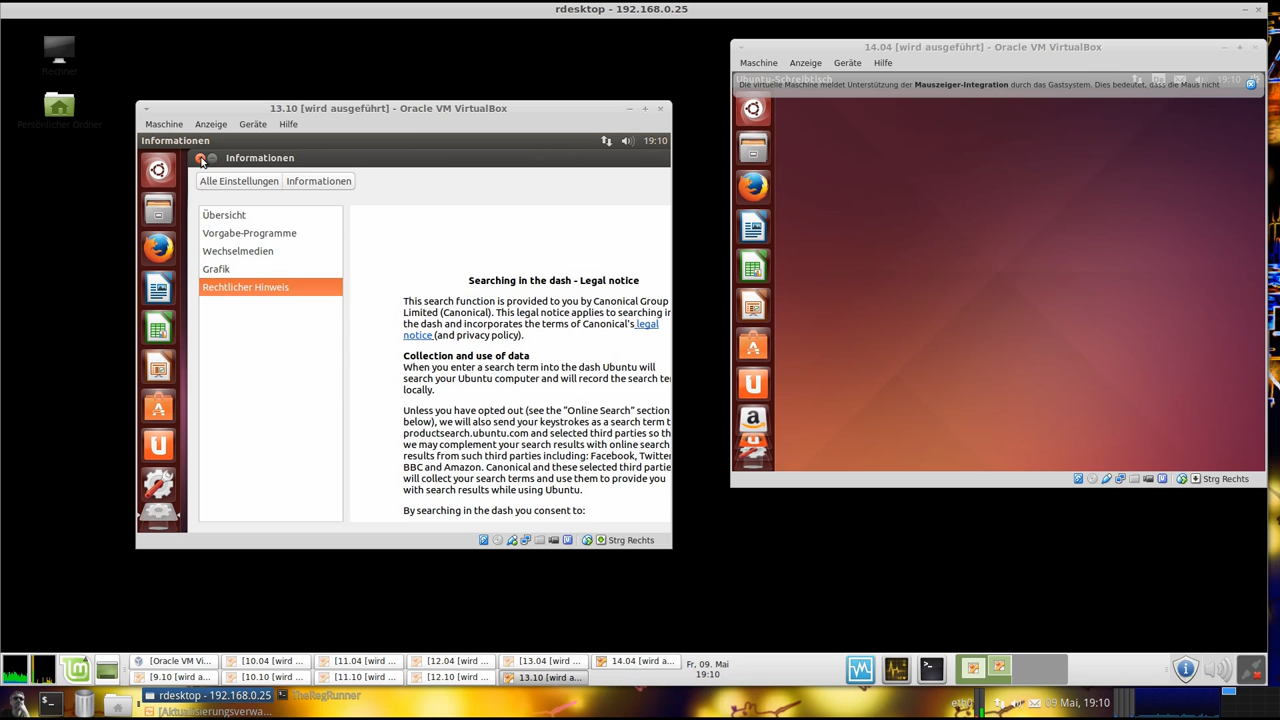 rdesktop - 192.168.0.25
Rechner
Persönlicher Ordner
13.10 [wird ausgeführt] - Oracle VM VirtualBox
Maschine Anzeige Geräte Hilfe
Informationen 19:10
Informationen
Alle Einstellungen Informationen
Übersicht
Vorgabe-Programme
Wechselmedien
Grafik
Rechtlicher Hinweis
Searching in the dash - Legal notice
This search function is provided to you by Canonical Group
Limited (Canonical). This legal notice applies to searching in
the dash and incorporates the terms of Canonical's legal
notice (and privacy policy).
Collection and use of data
When you enter a search term into the dash Ubuntu will
search your Ubuntu computer and will record the search te
locally.
Unless you have opted out (see the "Online Search" section
below), we will also send your keystrokes as a search term t
productsearch.ubuntu.com and selected third parties so th
we may complement your search results with online search
results from such third parties including: Facebook, Twitter
BBC and Amazon. Canonical and these selected third partie
will collect your search terms and use them to provide you
with search results while using Ubuntu.
By searching in the dash you consent to:
Strg Rechts
14.04 [wird ausgeführt] - Oracle VM VirtualBox
Maschine Anzeige Geräte Hilfe
Ubuntu-Schreibtisch 19:10
Die virtuelle Maschine meldet Unterstützung der Mauszeiger-Integration durch das Gastsystem. Dies bedeutet, dass die Maus nicht
Strg Rechts
[Oracle VM Vi... [10.04 [wird ... [11.04 [wird ... [12.04 [wird ... [13.04 [wird ... 14.04 [wird a...
[9.10 [wird a... [10.10 [wird ... [11.10 [wird ... [12.10 [wird ... 13.10 [wird a...
Fr, 09. Mai
19:10
rdesktop - 192.168.0.25 TheRegRunner
[Aktualisierungsverwa...
eth0 09 Mai, 19:10